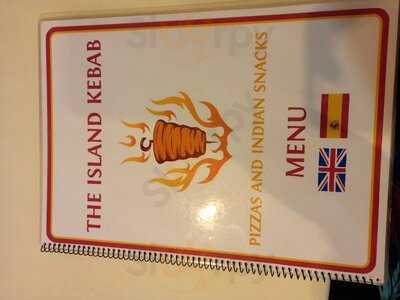 THE ISLAND KEBAB
PIZZAS AND INDIAN SNACKS
MENU